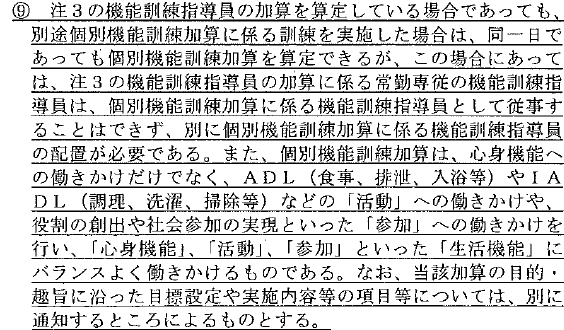 ⑨ 注３の機能訓練指導員の加算を算定している場合であっても、
別途個別機能訓練加算に係る訓練を実施した場合は、同一日で
あっても個別機能訓練加算を算定できるが、この場合にあって
は、注３の機能訓練指導員の加算に係る常勤専従の機能訓練指
導員は、個別機能訓練加算に係る機能訓練指導員として従事す
ることはできず、別に個別機能訓練加算に係る機能訓練指導員
の配置が必要である。また、個別機能訓練加算は、心身機能へ
の働きかけだけでなく、ＡＤＬ（食事、排泄、入浴等）やＩＡ
ＤＬ（調理、洗濯、掃除等）などの「活動」への働きかけや、
役割の創出や社会参加の実現といった「参加」への働きかけを
行い、「心身機能」、「活動」、「参加」といった「生活機能」に
バランスよく働きかけるものである。なお、当該加算の目的・
趣旨に沿った目標設定や実施内容等の項目等については、別に
通知するところによるものとする。